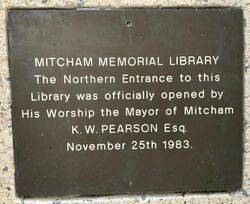 MITCHAM MEMORIAL LIBRARY
The Northern Entrance to this
Library was officially opened by
His Worship the Mayor of Mitcham
K.W. PEARSON Esq.
November 25th 1983.